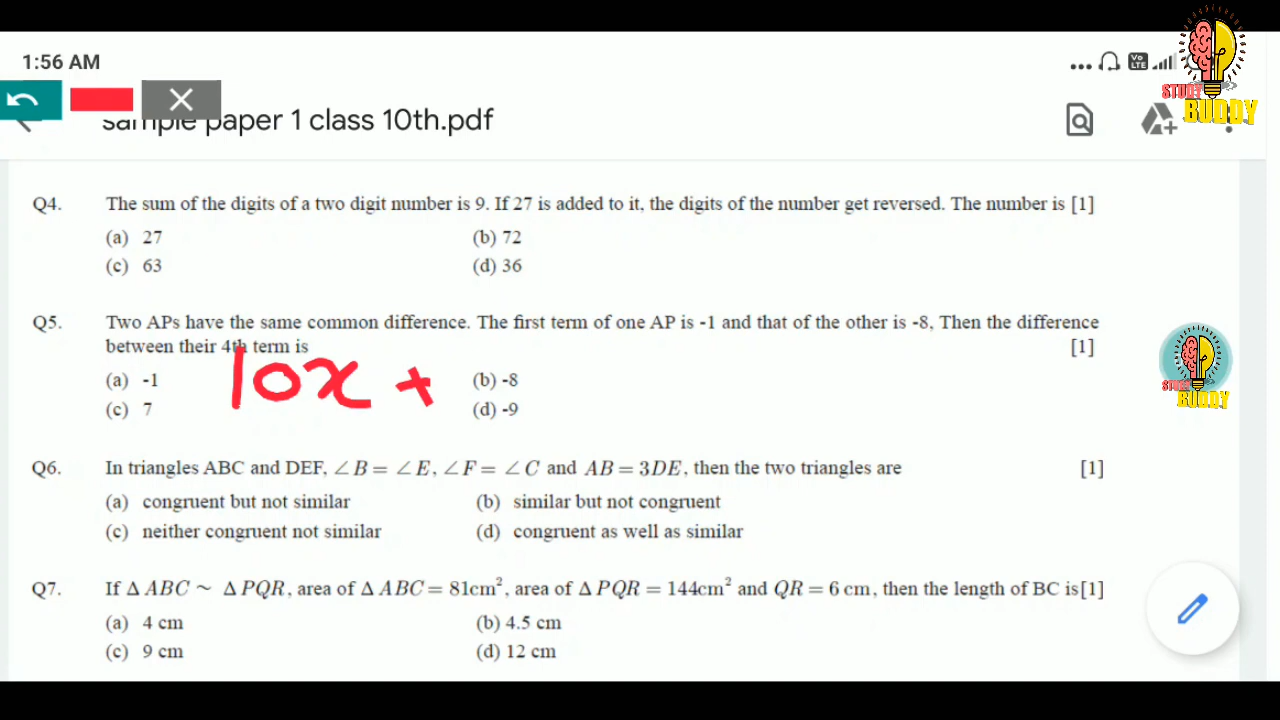 1:56 AM
Vo LTE
STUDY
BUDDY
sample paper 1 class 10th.pdf
Q4. The sum of the digits of a two digit number is 9. If 27 is added to it, the digits of the number get reversed. The number is [1]
(a) 27 (b) 72
(c) 63 (d) 36
Q5. Two APs have the same common difference. The first term of one AP is -1 and that of the other is -8, Then the difference
between their 4th term is [1]
10x +
(a) -1 (b) -8
(c) 7 (d) -9
STUDY
BUDDY
Q6. In triangles ABC and DEF, ∠B = ∠E, ∠F = ∠C and AB = 3DE, then the two triangles are [1]
(a) congruent but not similar (b) similar but not congruent
(c) neither congruent not similar (d) congruent as well as similar
Q7. If Δ ABC ~ Δ PQR, area of Δ ABC = 81cm², area of Δ PQR = 144cm² and QR = 6 cm, then the length of BC is[1]
(a) 4 cm (b) 4.5 cm
(c) 9 cm (d) 12 cm